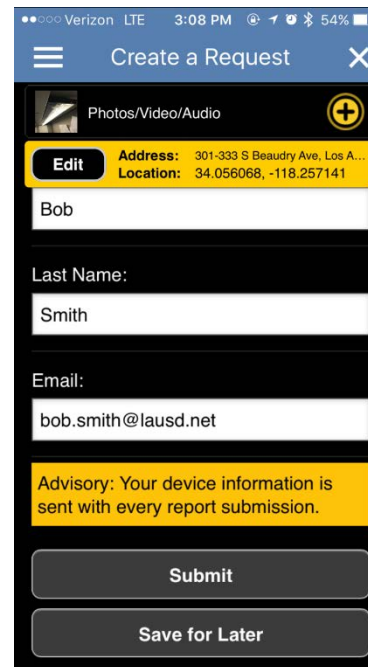 Verizon LTE 3:08 PM 54%
Create a Request
Photos/Video/Audio
Edit
Address: 301-333 S Beaudry Ave, Los A...
Location: 34.056068, -118.257141
Bob
Last Name:
Smith
Email:
bob.smith@lausd.net
Advisory: Your device information is
sent with every report submission.
Submit
Save for Later